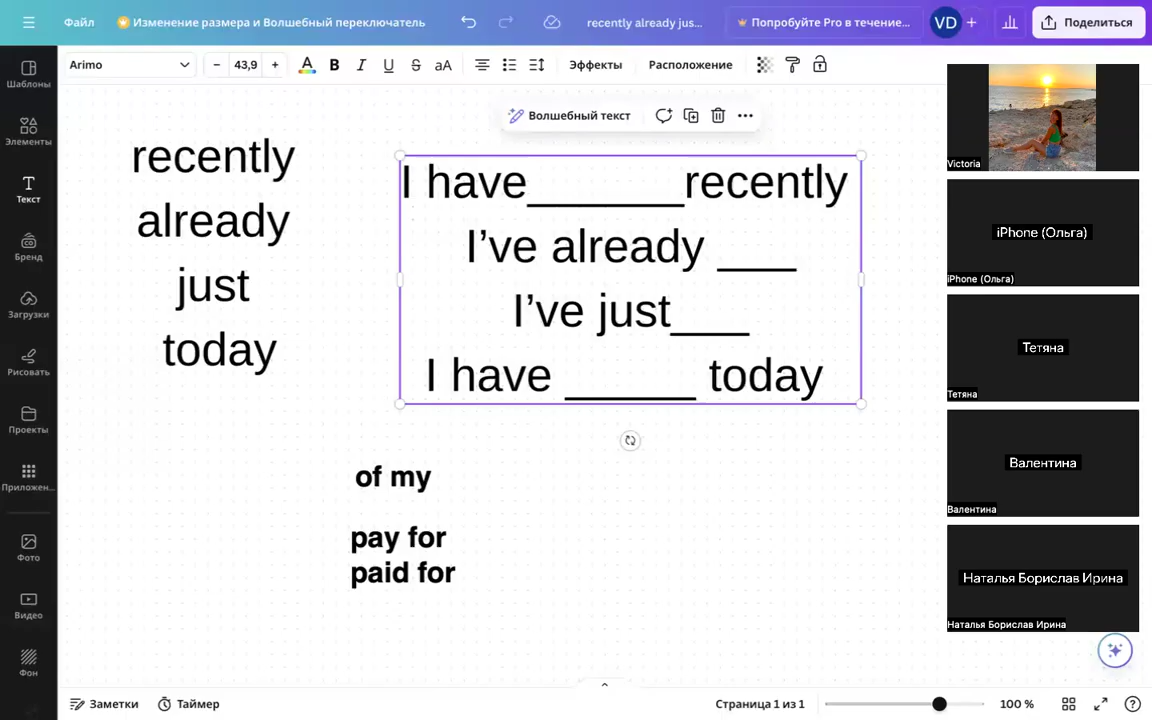 Файл
Изменение размера и Волшебный переключатель
recently already jus...
Попробуйте Pro в течение...
VD
Поделиться
Arimo
− 43,9 +
A B I U S aA
Эффекты
Расположение
Шаблоны
Элементы
Текст
Бренд
Загрузки
Рисовать
Проекты
Приложен...
Фото
Видео
Фон
Волшебный текст
recently
already
just
today
I have______recently
I’ve already ___
I’ve just___
I have _____ today
of my
pay for
paid for
Victoria
iPhone (Ольга)
iPhone (Ольга)
Тетяна
Тетяна
Валентина
Валентина
Наталья Борислав Ирина
Наталья Борислав Ирина
Заметки
Таймер
Страница 1 из 1
100 %